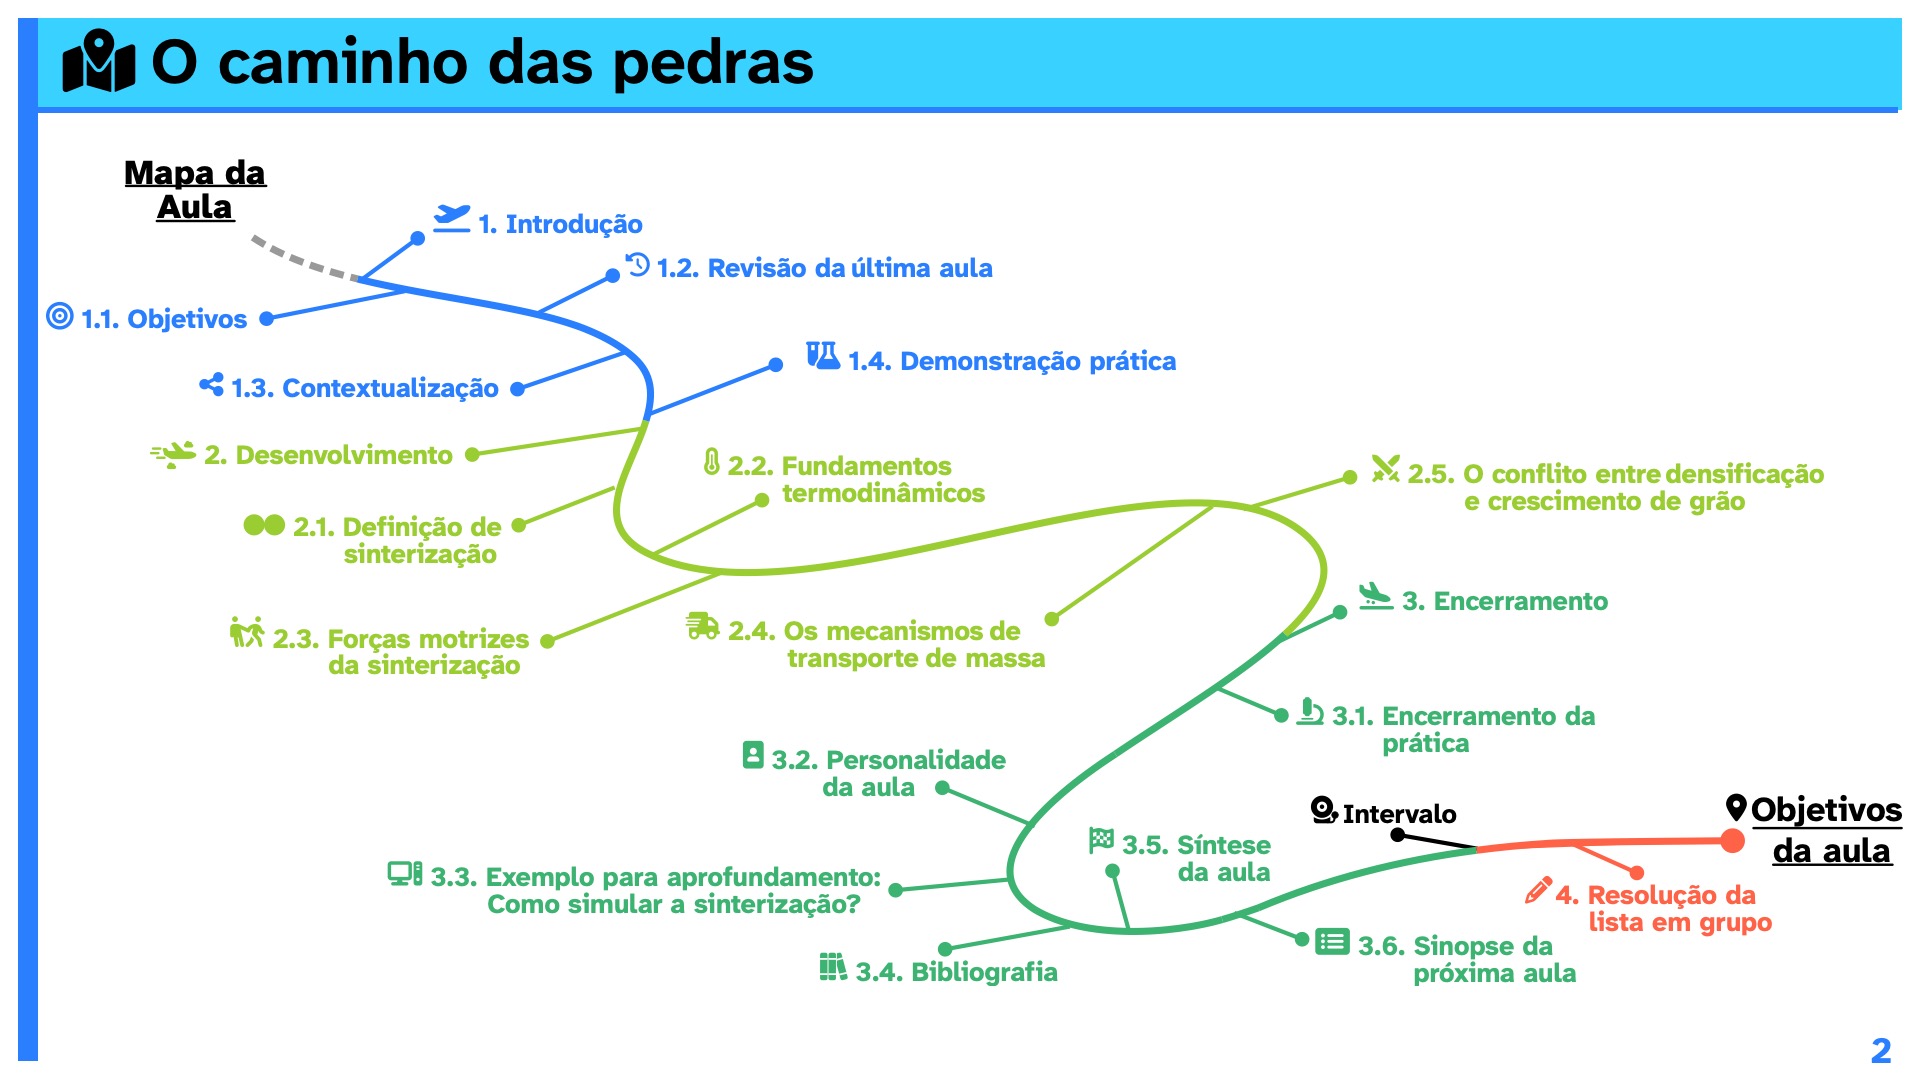 O caminho das pedras
Mapa da
Aula
1. Introdução
1.1. Objetivos
1.2. Revisão da última aula
1.3. Contextualização
1.4. Demonstração prática
2. Desenvolvimento
2.1. Definição de
sinterização
2.2. Fundamentos
termodinâmicos
2.3. Forças motrizes
da sinterização
2.4. Os mecanismos de
transporte de massa
2.5. O conflito entre densificação
e crescimento de grão
3. Encerramento
3.1. Encerramento da
prática
3.2. Personalidade
da aula
3.3. Exemplo para aprofundamento:
Como simular a sinterização?
3.4. Bibliografia
3.5. Síntese
da aula
3.6. Sinopse da
próxima aula
Intervalo
4. Resolução da
lista em grupo
Objetivos
da aula
2